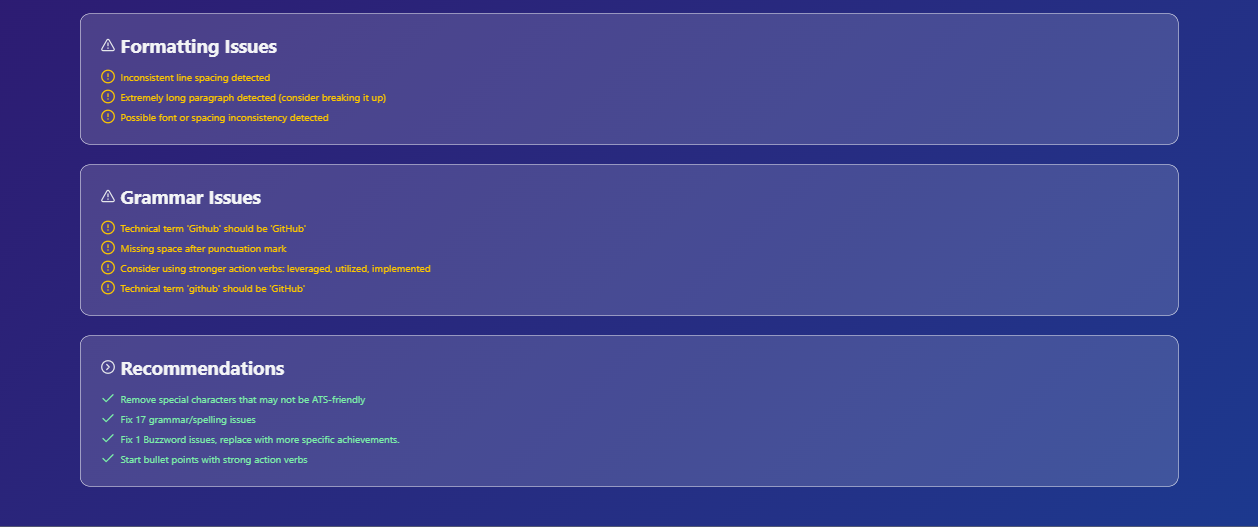 Formatting Issues
Inconsistent line spacing detected
Extremely long paragraph detected (consider breaking it up)
Possible font or spacing inconsistency detected
Grammar Issues
Technical term 'Github' should be 'GitHub'
Missing space after punctuation mark
Consider using stronger action verbs: leveraged, utilized, implemented
Technical term 'github' should be 'GitHub'
Recommendations
Remove special characters that may not be ATS-friendly
Fix 17 grammar/spelling issues
Fix 1 Buzzword issues, replace with more specific achievements.
Start bullet points with strong action verbs